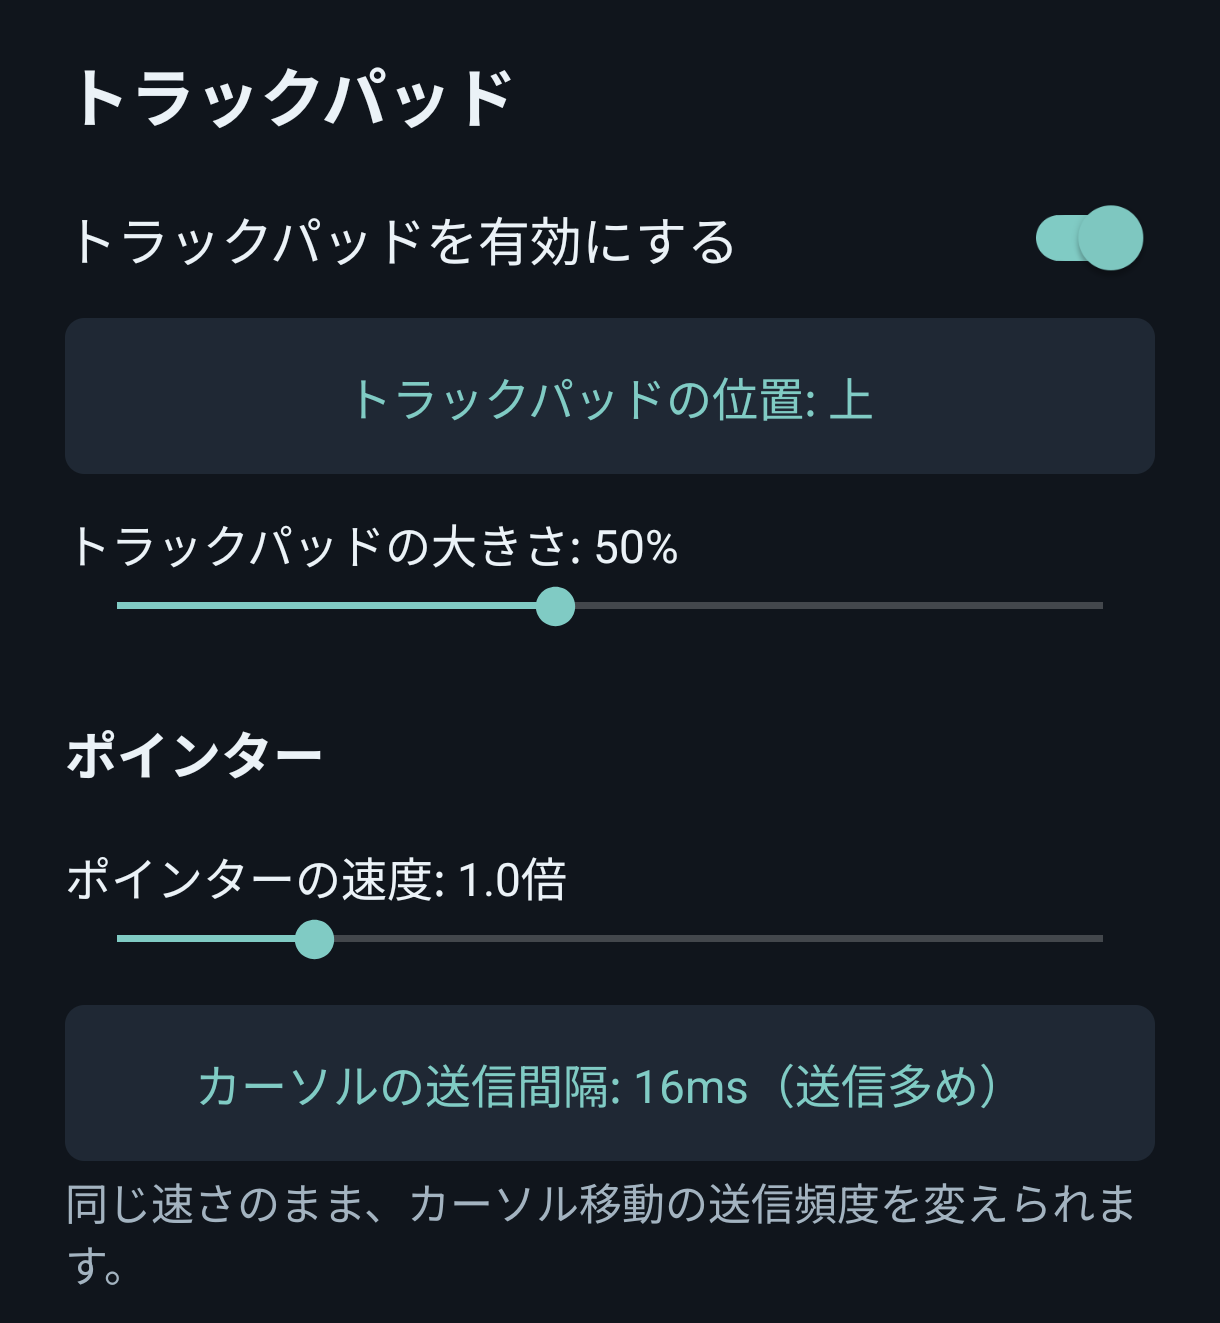 トラックパッド
トラックパッドを有効にする
トラックパッドの位置: 上
トラックパッドの大きさ: 50%
ポインター
ポインターの速度: 1.0倍
カーソルの送信間隔: 16ms（送信多め）
同じ速さのまま、カーソル移動の送信頻度を変えられま
す。